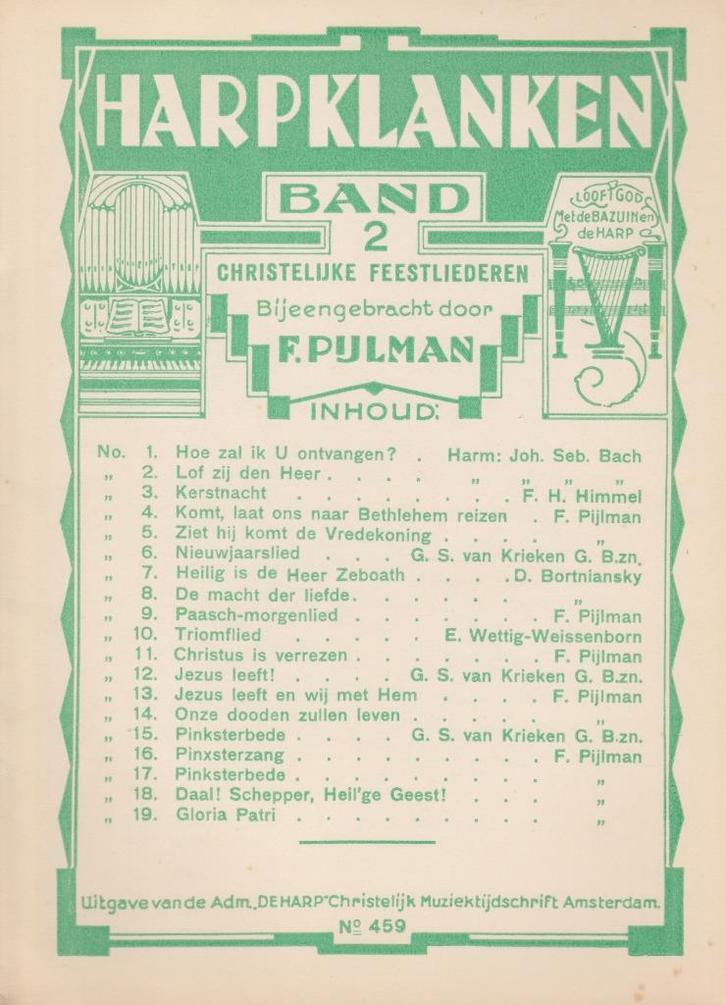 HARPKLANKEN
BAND
2
LOOFT GOD
Met de BAZUIN en
de HARP
CHRISTELIJKE FEESTLIEDEREN
Bijeengebracht door
F. PIJLMAN
INHOUD:
No. 1. Hoe zal ik U ontvangen? . Harm: Joh. Seb. Bach
„ 2. Lof zij den Heer . . . . „ „ „ „
„ 3. Kerstnacht . . . . . . . . F. H. Himmel
„ 4. Komt, laat ons naar Bethlehem reizen . F. Pijlman
„ 5. Ziet hij komt de Vredekoning . . . . „
„ 6. Nieuwjaarslied . . . G. S. van Krieken G. B.zn.
„ 7. Heilig is de Heer Zeboath . . . . D. Bortniansky
„ 8. De macht der liefde. . . . . . „
„ 9. Paasch-morgenlied . . . . . . . F. Pijlman
„ 10. Triomflied . . . . . E. Wettig-Weissenborn
„ 11. Christus is verrezen . . . . . . . F. Pijlman
„ 12. Jezus leeft! . . . . G. S. van Krieken G. B.zn.
„ 13. Jezus leeft en wij met Hem . . . . F. Pijlman
„ 14. Onze dooden zullen leven . . . . . „
„ 15. Pinksterbede . . . . G. S. van Krieken G. B.zn.
„ 16. Pinxsterzang . . . . . . . . . F. Pijlman
„ 17. Pinksterbede . . . . . . . . . „
„ 18. Daal! Schepper, Heil'ge Geest! . . . „
„ 19. Gloria Patri . . . . . . . . . „
Uitgave van de Adm. „DE HARP" Christelijk Muziektijdschrift Amsterdam.
Nº 459